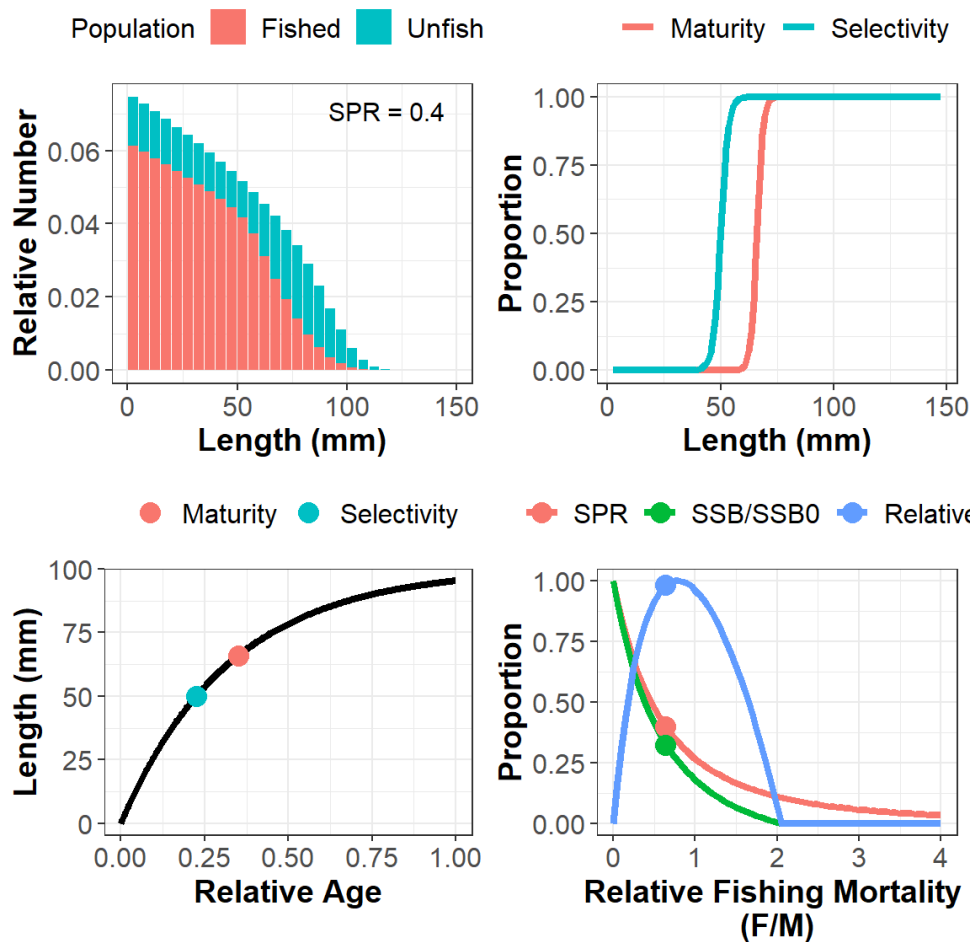 Population Fished Unfish
Maturity Selectivity
SPR = 0.4
0.06
0.04
0.02
0.00
Relative Number
0 50 100 150
Length (mm)
1.00
0.75
0.50
0.25
0.00
Proportion
0 50 100 150
Length (mm)
Maturity Selectivity
SPR SSB/SSB0 Relative
100
75
50
25
0
Length (mm)
0.00 0.25 0.50 0.75 1.00
Relative Age
1.00
0.75
0.50
0.25
0.00
Proportion
0 1 2 3 4
Relative Fishing Mortality
(F/M)